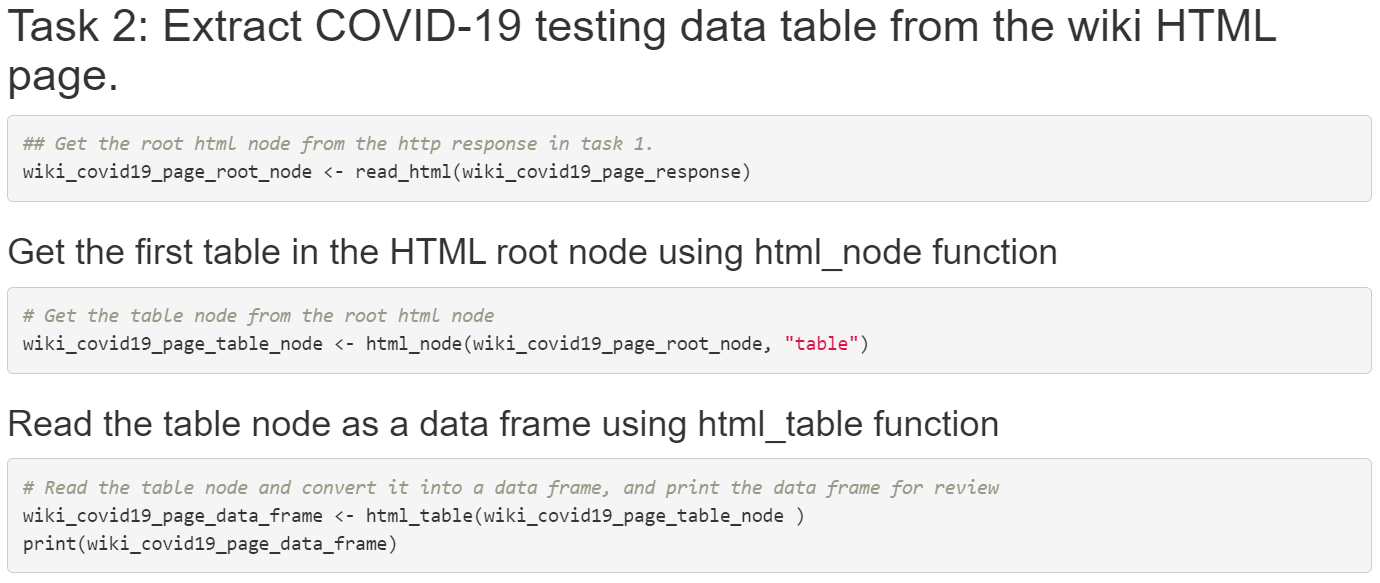 Task 2: Extract COVID-19 testing data table from the wiki HTML
page.
## Get the root html node from the http response in task 1.
wiki_covid19_page_root_node <- read_html(wiki_covid19_page_response)
Get the first table in the HTML root node using html_node function
# Get the table node from the root html node
wiki_covid19_page_table_node <- html_node(wiki_covid19_page_root_node, "table")
Read the table node as a data frame using html_table function
# Read the table node and convert it into a data frame, and print the data frame for review
wiki_covid19_page_data_frame <- html_table(wiki_covid19_page_table_node )
print(wiki_covid19_page_data_frame)